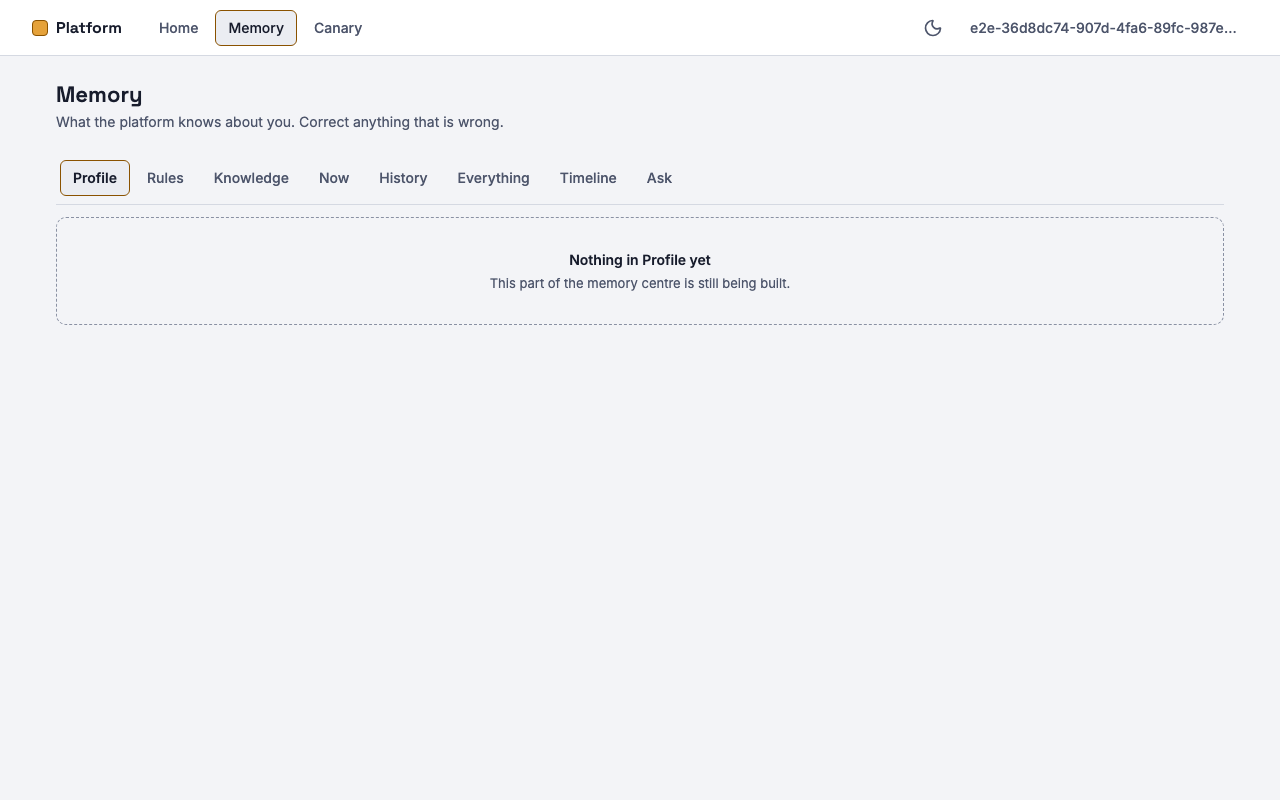 Platform
Home
Memory
Canary
e2e-36d8dc74-907d-4fa6-89fc-987e…
Memory
What the platform knows about you. Correct anything that is wrong.
Profile
Rules
Knowledge
Now
History
Everything
Timeline
Ask
Nothing in Profile yet
This part of the memory centre is still being built.